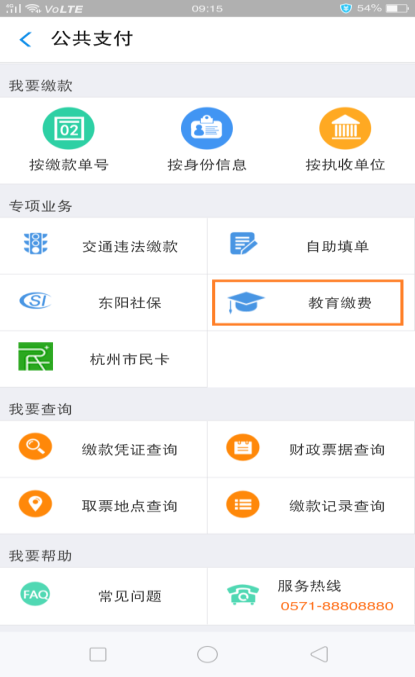 VoLTE 09:15 54%
公共支付
我要缴款
02
按缴款单号 按身份信息 按执收单位
专项业务
交通违法缴款 自助填单
SI 东阳社保 教育缴费
杭州市民卡
我要查询
缴款凭证查询 财政票据查询
取票地点查询 缴款记录查询
我要帮助
FAQ 常见问题 服务热线
0571-88808880